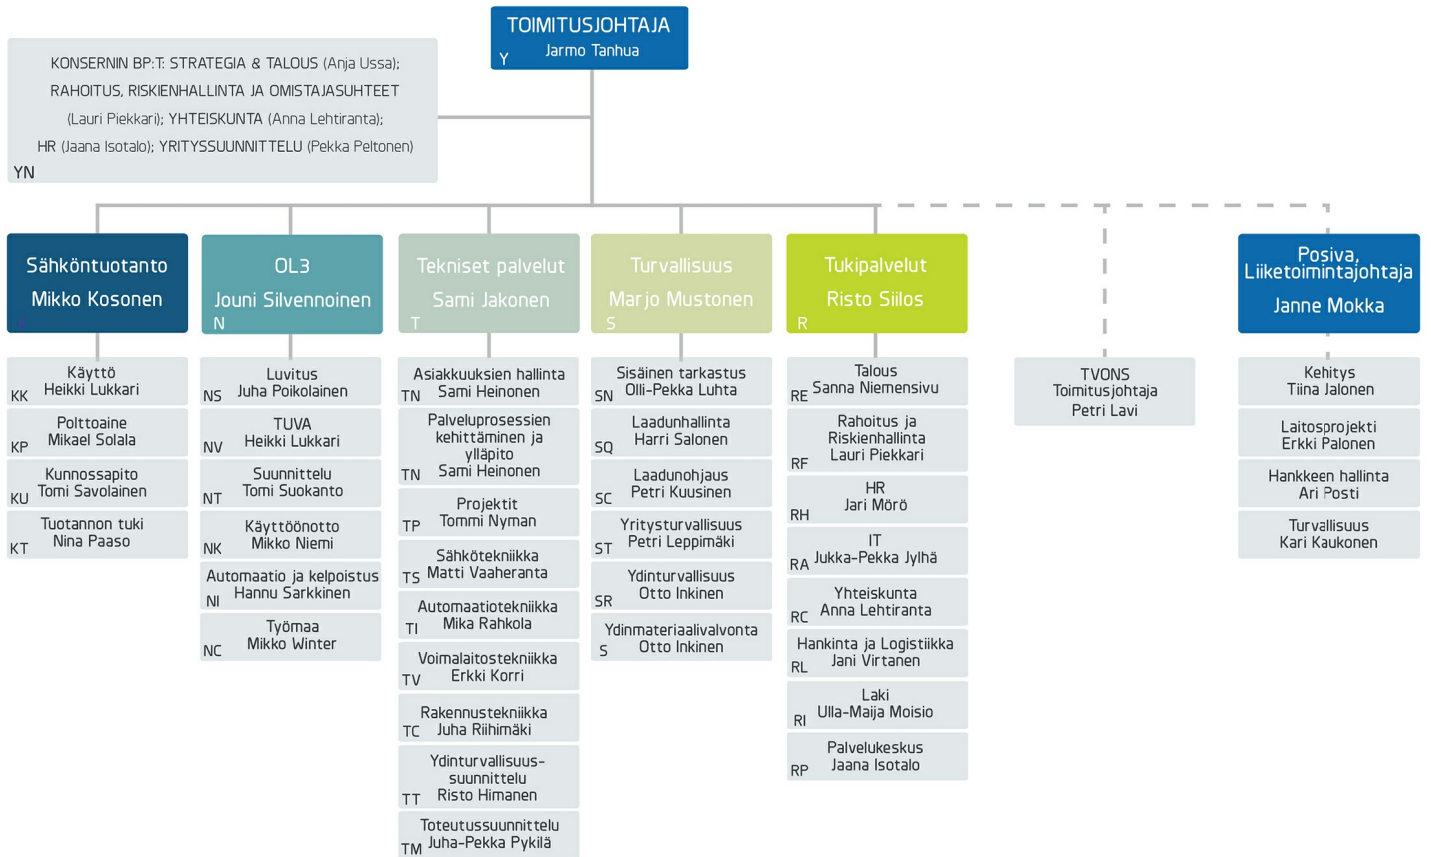 TOIMITUSJOHTAJA
Jarmo Tanhua
Y
KONSERNIN BP:T: STRATEGIA & TALOUS (Anja Ussa);
RAHOITUS, RISKIENHALLINTA JA OMISTAJASUHTEET
(Lauri Piekkari); YHTEISKUNTA (Anna Lehtiranta);
HR (Jaana Isotalo); YRITYSSUUNNITTELU (Pekka Peltonen)
YN
Sähköntuotanto
Mikko Kosonen
Käyttö
KK Heikki Lukkari
Polttoaine
KP Mikael Solala
Kunnossapito
KU Tomi Savolainen
Tuotannon tuki
KT Nina Paaso
OL3
Jouni Silvennoinen
N
Luvitus
NS Juha Poikolainen
TUVA
NV Heikki Lukkari
Suunnittelu
NT Tomi Suokanto
Käyttöönotto
NK Mikko Niemi
Automaatio ja kelpoistus
NI Hannu Sarkkinen
Työmaa
NC Mikko Winter
Tekniset palvelut
Sami Jakonen
T
Asiakkuuksien hallinta
TN Sami Heinonen
Palveluprosessien
kehittäminen ja
ylläpito
TN Sami Heinonen
Projektit
TP Tommi Nyman
Sähkötekniikka
TS Matti Vaaheranta
Automaatiotekniikka
TI Mika Rahkola
Voimalaitostekniikka
TV Erkki Korri
Rakennustekniikka
TC Juha Riihimäki
Ydinturvallisuus-
suunnittelu
TT Risto Himanen
Toteutussuunnittelu
TM Juha-Pekka Pykilä
Turvallisuus
Marjo Mustonen
S
Sisäinen tarkastus
SN Olli-Pekka Luhta
Laadunhallinta
SQ Harri Salonen
Laadunohjaus
SC Petri Kuusinen
Yritysturvallisuus
ST Petri Leppimäki
Ydinturvallisuus
SR Otto Inkinen
Ydinmateriaalivalvonta
S Otto Inkinen
Tukipalvelut
Risto Siilos
R
Talous
RE Sanna Niemensivu
Rahoitus ja
Riskienhallinta
RF Lauri Piekkari
HR
RH Jari Mörö
IT
RA Jukka-Pekka Jylhä
Yhteiskunta
RC Anna Lehtiranta
Hankinta ja Logistiikka
RL Jani Virtanen
Laki
RI Ulla-Maija Moisio
Palvelukeskus
RP Jaana Isotalo
TVONS
Toimitusjohtaja
Petri Lavi
Posiva,
Liiketoimintajohtaja
Janne Mokka
Kehitys
Tiina Jalonen
Laitosprojekti
Erkki Palonen
Hankkeen hallinta
Ari Posti
Turvallisuus
Kari Kaukonen